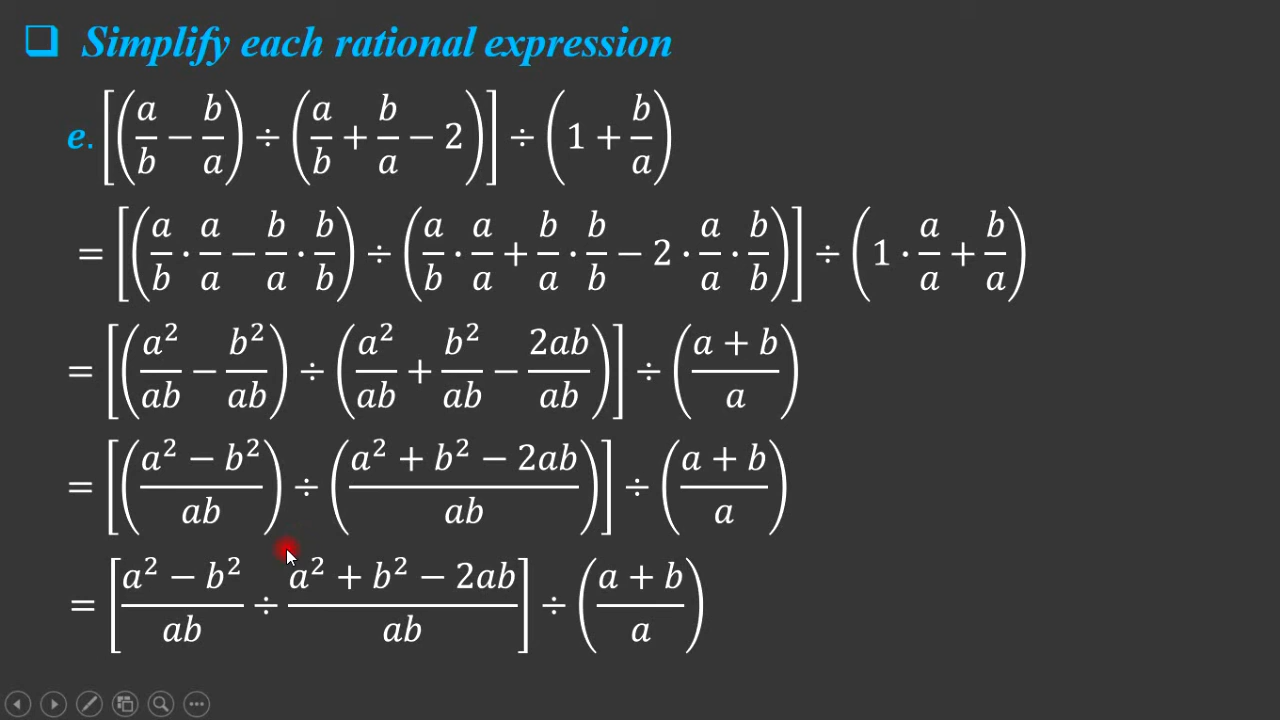 ❑ Simplify each rational expression
e. [(a/b − b/a) ÷ (a/b + b/a − 2)] ÷ (1 + b/a)
= [(a/b · a/a − b/a · b/b) ÷ (a/b · a/a + b/a · b/b − 2 · a/a · b/b)] ÷ (1 · a/a + b/a)
= [(a²/ab − b²/ab) ÷ (a²/ab + b²/ab − 2ab/ab)] ÷ ((a + b)/a)
= [((a² − b²)/ab) ÷ ((a² + b² − 2ab)/ab)] ÷ ((a + b)/a)
= [(a² − b²)/ab ÷ (a² + b² − 2ab)/ab] ÷ ((a + b)/a)